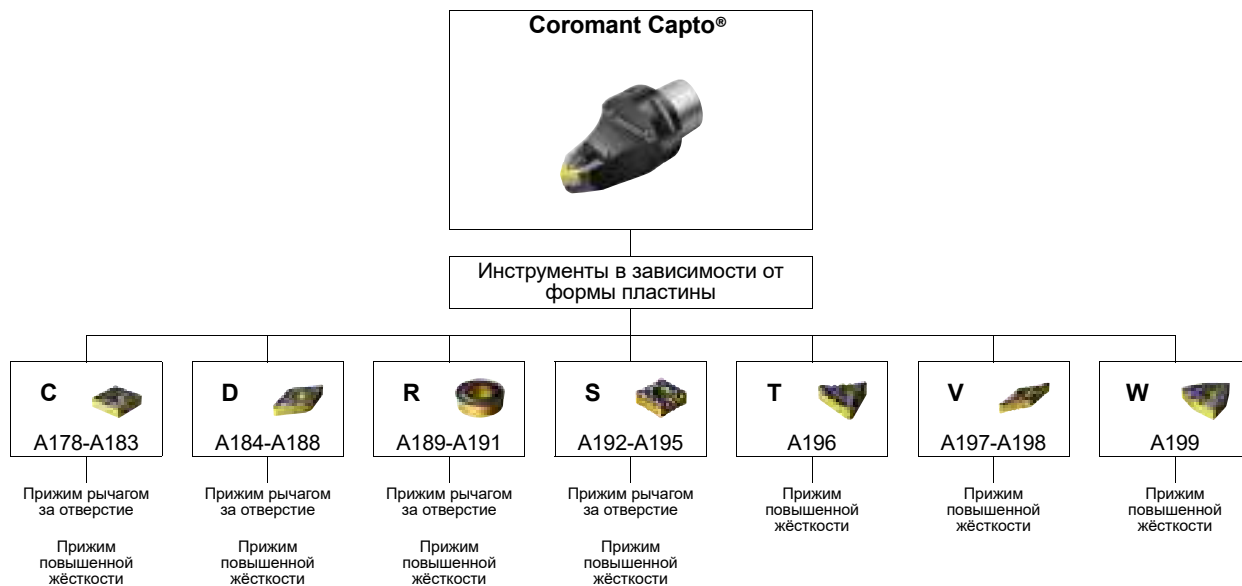 Coromant Capto®
Инструменты в зависимости от
формы пластины
C
A178-A183
D
A184-A188
R
A189-A191
S
A192-A195
T
A196
V
A197-A198
W
A199
Прижим рычагом
за отверстие
Прижим
повышенной
жёсткости
Прижим рычагом
за отверстие
Прижим
повышенной
жёсткости
Прижим рычагом
за отверстие
Прижим
повышенной
жёсткости
Прижим рычагом
за отверстие
Прижим
повышенной
жёсткости
Прижим
повышенной
жёсткости
Прижим
повышенной
жёсткости
Прижим
повышенной
жёсткости